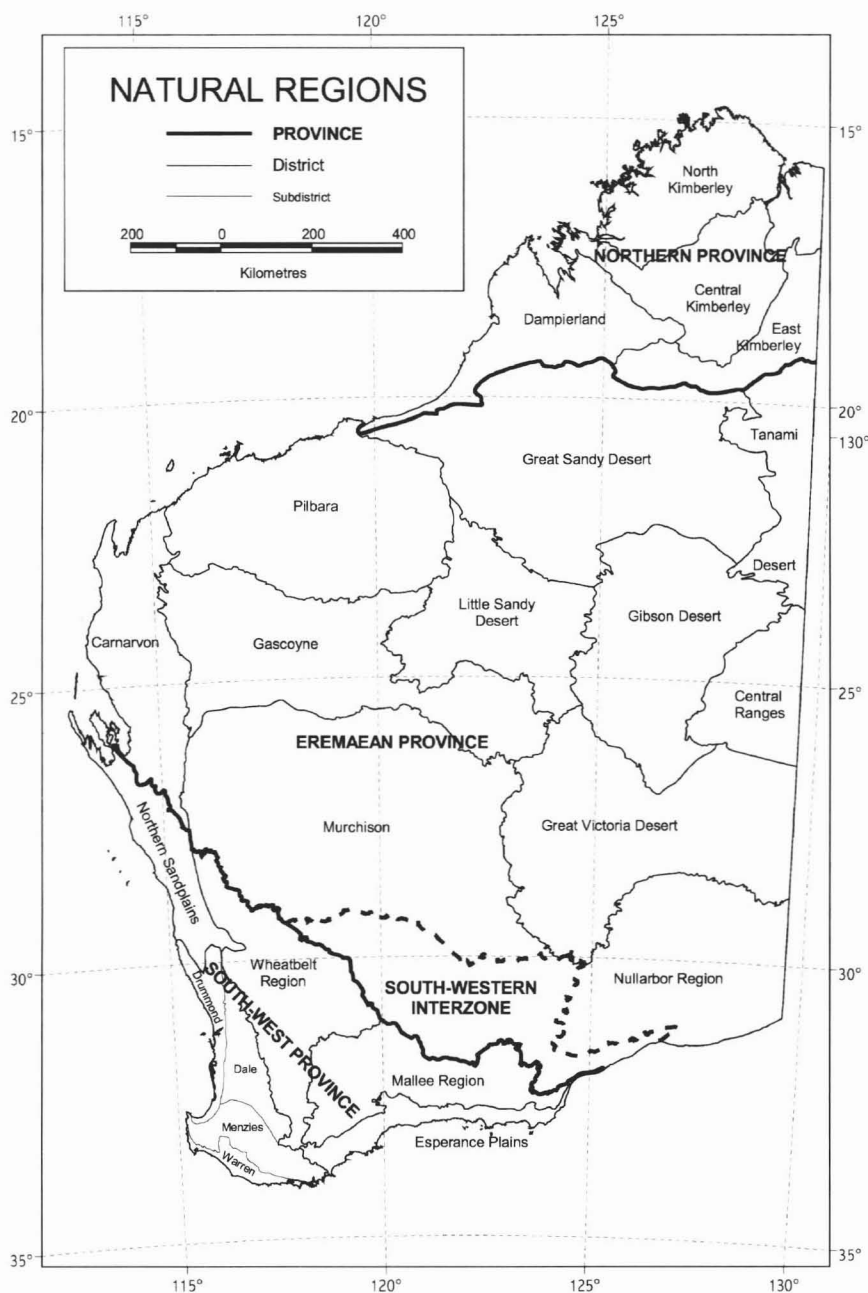 115°
120°
125°
NATURAL REGIONS
PROVINCE
District
Subdistrict
200
0
200
400
Kilometres
15°
15°
North
Kimberley
NORTHERN PROVINCE
Central
Kimberley
Dampierland
East
Kimberley
20°
20°
130°
Tanami
Great Sandy Desert
Pilbara
Desert
Little Sandy
Desert
Gibson Desert
Carnarvon
Gascoyne
25°
25°
Central
Ranges
EREMAEAN PROVINCE
Northern Sandplains
Murchison
Great Victoria Desert
30°
30°
Wheatbelt
Region
SOUTH-WESTERN
INTERZONE
Nullarbor Region
Drummond
SOUTH-WEST PROVINCE
Dale
Mallee Region
Menzies
Esperance Plains
Warren
35°
35°
115°
120°
125°
130°